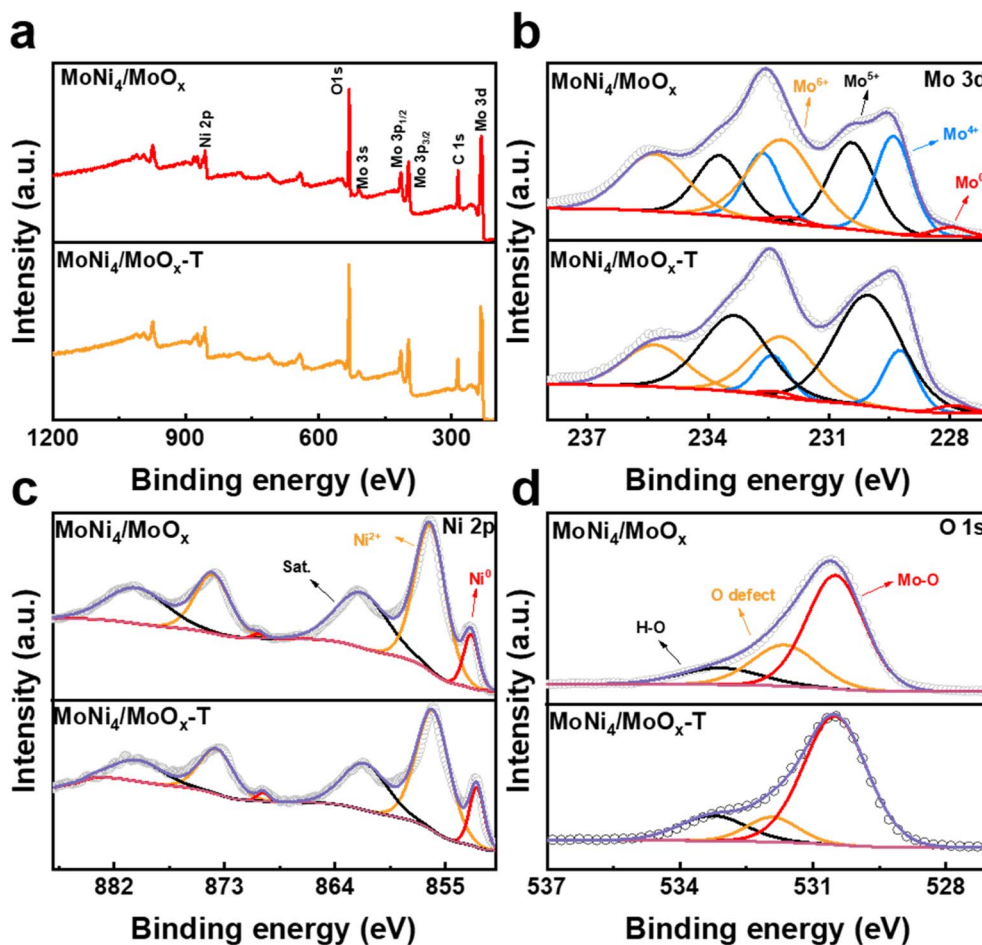 a
MoNi₄/MoOₓ
Ni 2p
O1s
Mo 3s
Mo 3p₁/₂
Mo 3p₃/₂
C 1s
Mo 3d
MoNi₄/MoOₓ-T
Intensity (a.u.)
1200 900 600 300
Binding energy (eV)
b
MoNi₄/MoOₓ
Mo⁶⁺
Mo⁵⁺
Mo 3d
Mo⁴⁺
Mo⁰
MoNi₄/MoOₓ-T
Intensity (a.u.)
237 234 231 228
Binding energy (eV)
c
MoNi₄/MoOₓ
Ni 2p
Ni²⁺
Sat.
Ni⁰
MoNi₄/MoOₓ-T
Intensity (a.u.)
882 873 864 855
Binding energy (eV)
d
MoNi₄/MoOₓ
O 1s
Mo-O
O defect
H-O
MoNi₄/MoOₓ-T
Intensity (a.u.)
537 534 531 528
Binding energy (eV)